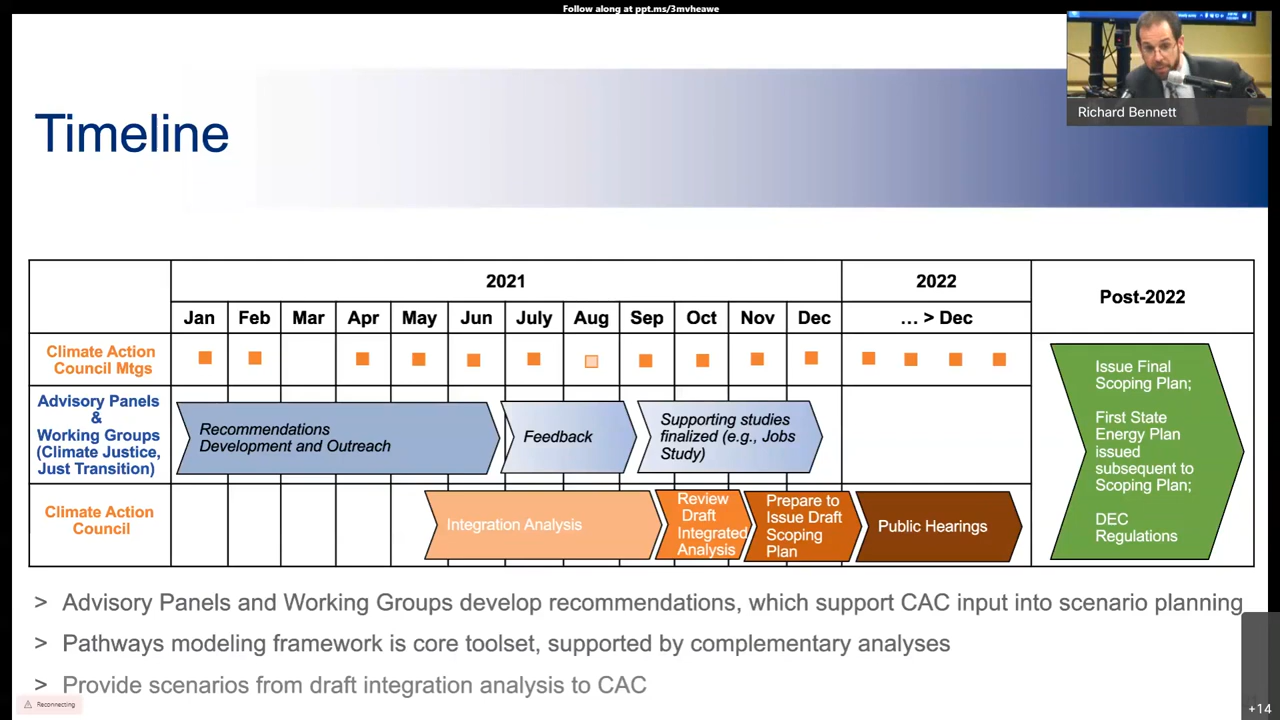 Follow along at ppt.ms/3mvheawe
Richard Bennett
Timeline
2021
2022
Post-2022
Jan
Feb
Mar
Apr
May
Jun
July
Aug
Sep
Oct
Nov
Dec
... > Dec
Climate Action
Council Mtgs
Advisory Panels
&
Working Groups
(Climate Justice,
Just Transition)
Recommendations
Development and Outreach
Feedback
Supporting studies
finalized (e.g., Jobs
Study)
Climate Action
Council
Integration Analysis
Review
Draft
Integrated
Analysis
Prepare to
Issue Draft
Scoping
Plan
Public Hearings
Issue Final
Scoping Plan;
First State
Energy Plan
issued
subsequent to
Scoping Plan;
DEC
Regulations
> Advisory Panels and Working Groups develop recommendations, which support CAC input into scenario planning
> Pathways modeling framework is core toolset, supported by complementary analyses
> Provide scenarios from draft integration analysis to CAC
Reconnecting
+14